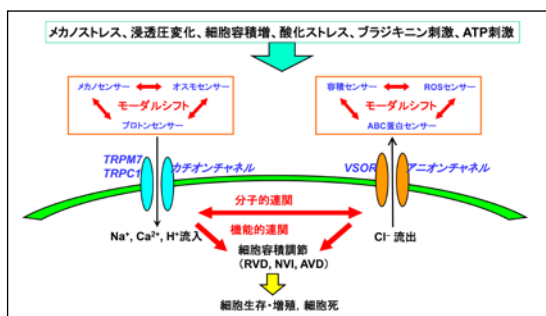 メカノストレス、浸透圧変化、細胞容積増、酸化ストレス、ブラジキニン刺激、ATP刺激
メカノセンサー オスモセンサー
モーダルシフト
プロトンセンサー
容積センサー ROSセンサー
モーダルシフト
ABC蛋白センサー
TRPM7
TRPC1
カチオンチャネル
VSOR
アニオンチャネル
分子的連関
機能的連関
Na⁺, Ca²⁺, H⁺流入
Cl⁻ 流出
細胞容積調節
(RVD, NVI, AVD)
細胞生存・増殖, 細胞死